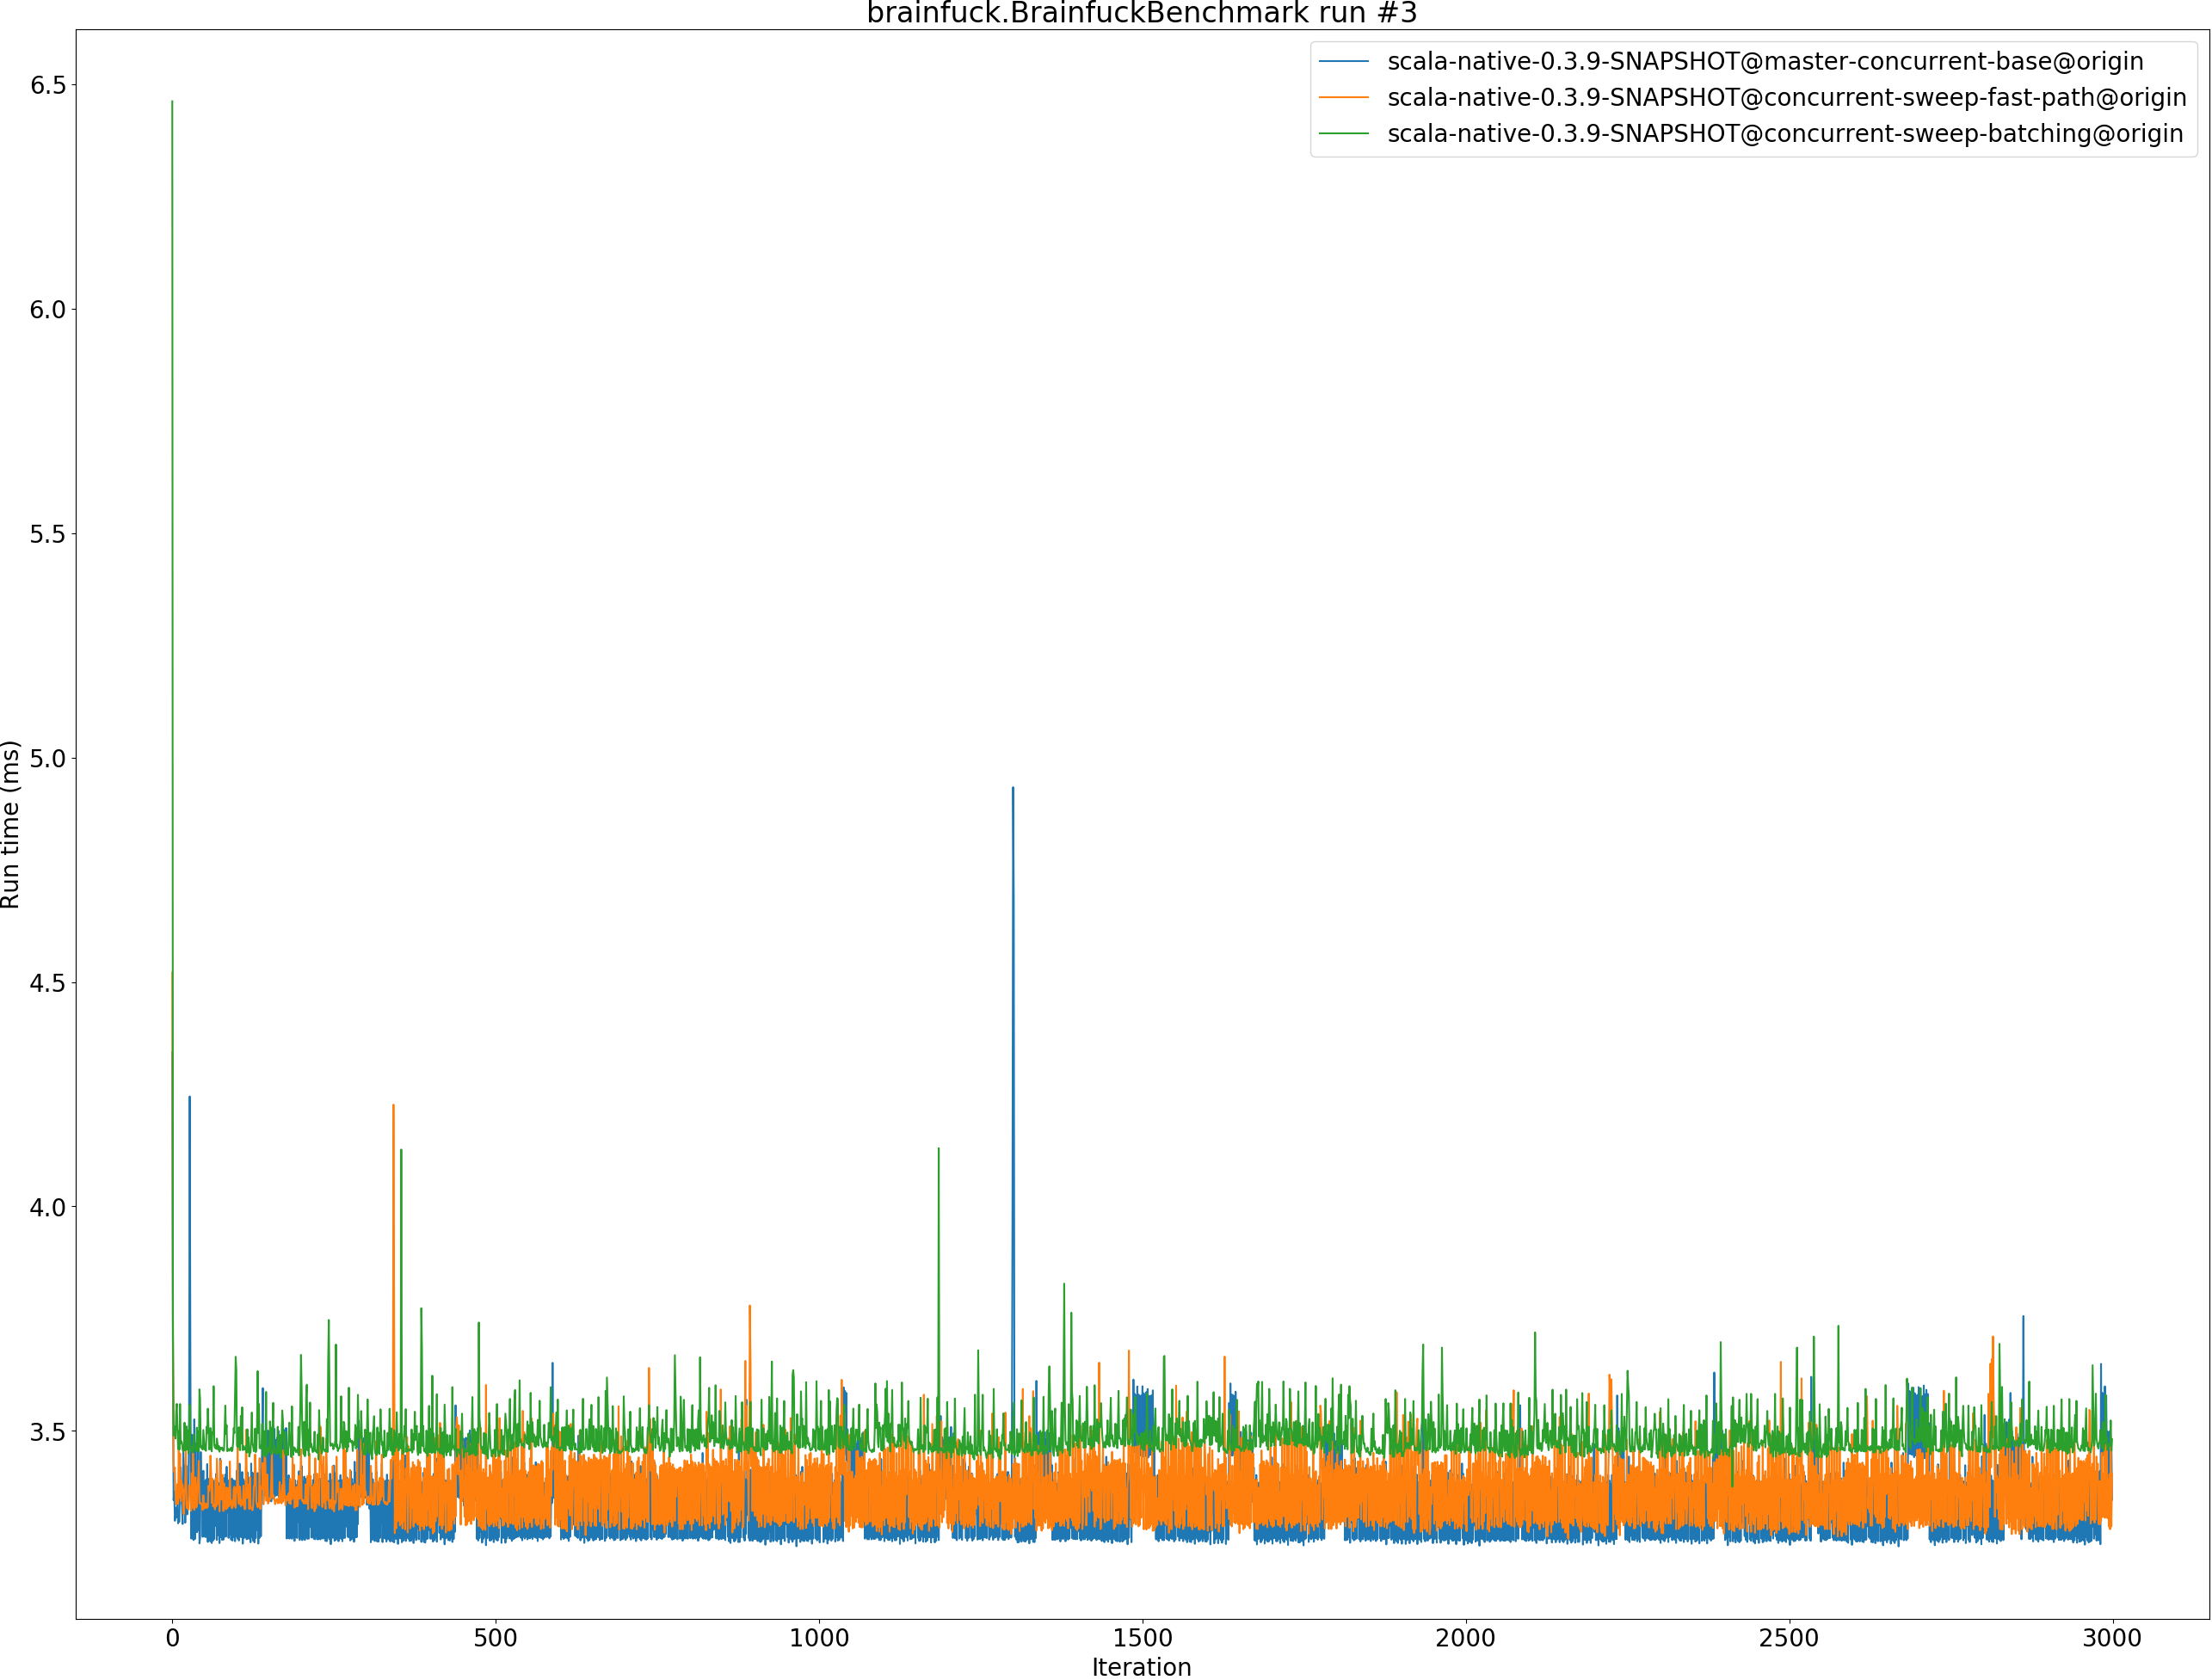 brainfuck.BrainfuckBenchmark run #3
scala-native-0.3.9-SNAPSHOT@master-concurrent-base@origin
scala-native-0.3.9-SNAPSHOT@concurrent-sweep-fast-path@origin
scala-native-0.3.9-SNAPSHOT@concurrent-sweep-batching@origin
6.5
6.0
5.5
5.0
4.5
4.0
3.5
Run time (ms)
0 500 1000 1500 2000 2500 3000
Iteration